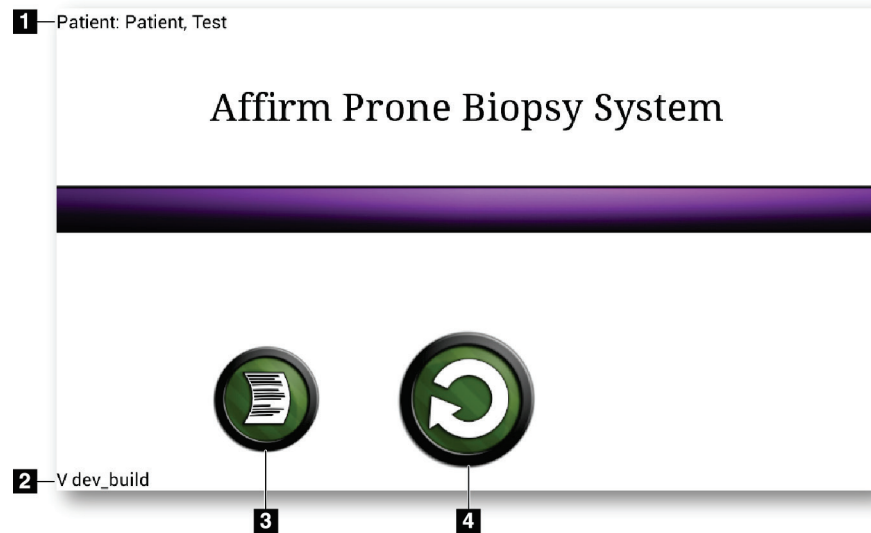 1 Patient: Patient, Test
Affirm Prone Biopsy System
2 V dev_build
3 4